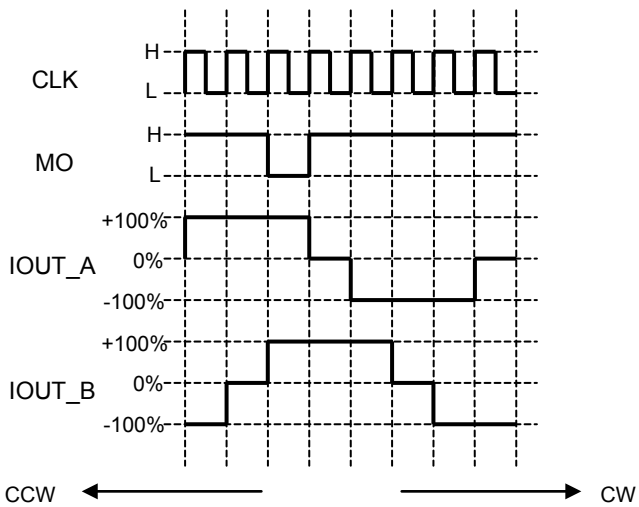 CLK
H
L
MO
H
L
IOUT_A
+100%
0%
-100%
IOUT_B
+100%
0%
-100%
CCW
CW